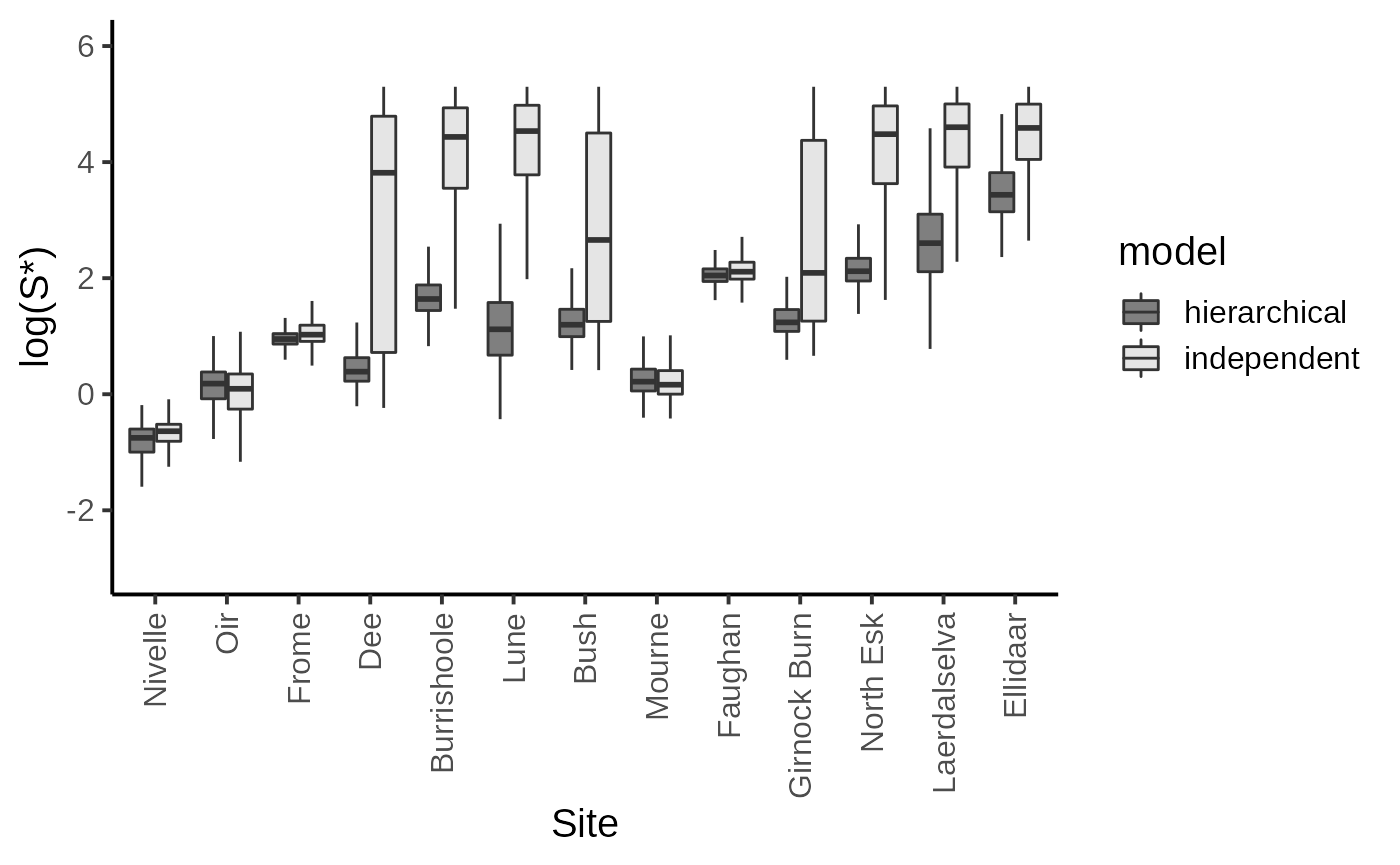 6
4
2
0
-2
log(S*)
Nivelle
Oir
Frome
Dee
Burrishoole
Lune
Bush
Mourne
Faughan
Girnock Burn
North Esk
Laerdalselva
Ellidaar
Site
model
hierarchical
independent